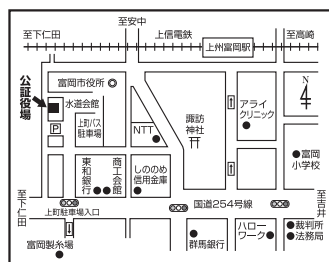 至安中
至下仁田
上信電鉄
至高崎
上州富岡駅
公証役場
富岡市役所
水道会館
P
上町バス
駐車場
NTT
諏訪
神社
アライ
クリニック
N
4
富岡
小学校
東和
銀行
商工
会館
しののめ
信用金庫
至下仁田
至吉井
上町駐車場入口
国道254号線
富岡製糸場
群馬銀行
ハロー
ワーク
裁判所
法務局